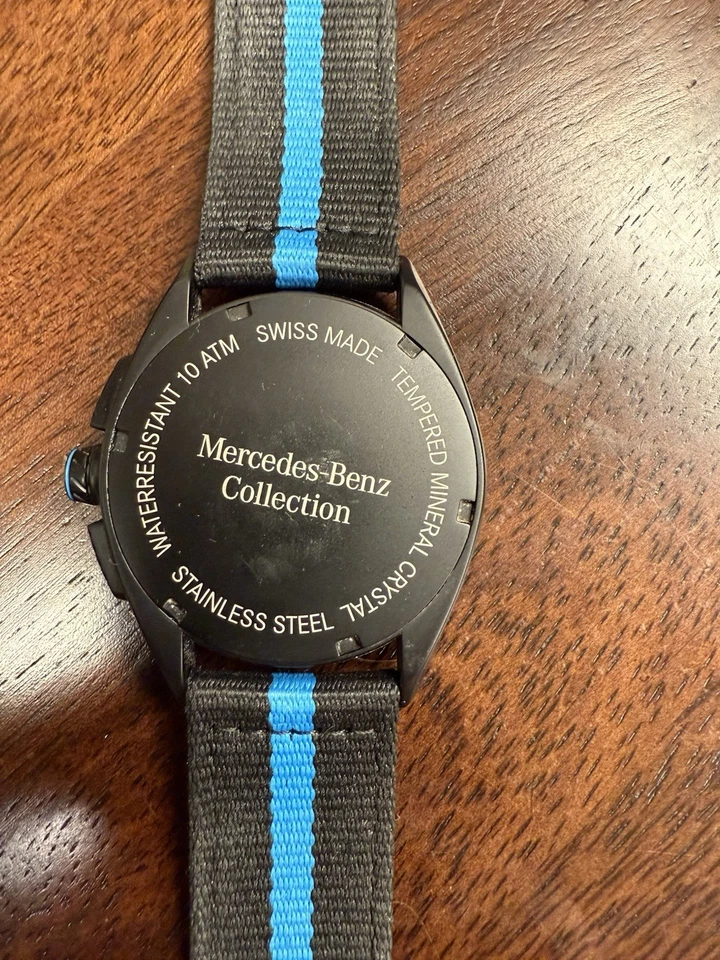 Mercedes-Benz
Collection
SWISS MADE
TEMPERED MINERAL CRYSTAL
STAINLESS STEEL
WATERRESISTANT 10 ATM